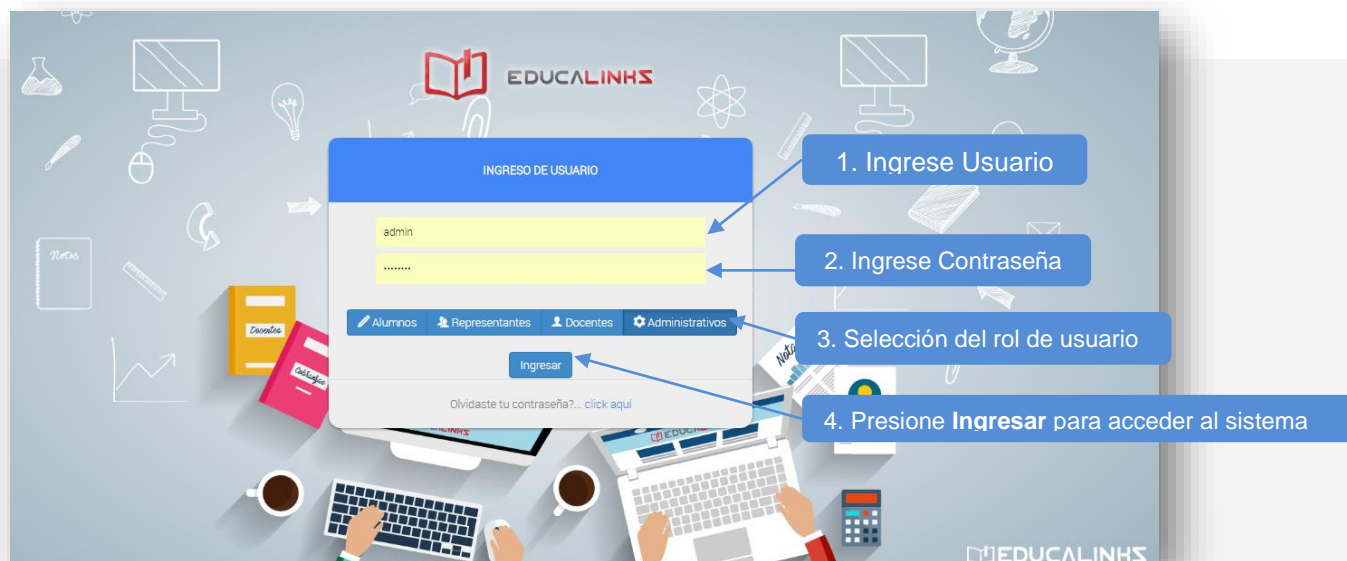 EDUCALINKS
INGRESO DE USUARIO
1. Ingrese Usuario
admin
2. Ingrese Contraseña
Notas
Docentes
Alumnos Representantes Docentes Administrativos
3. Selección del rol de usuario
Ingresar
Olvidaste tu contraseña?... click aquí
4. Presione Ingresar para acceder al sistema
EDUCALINKS